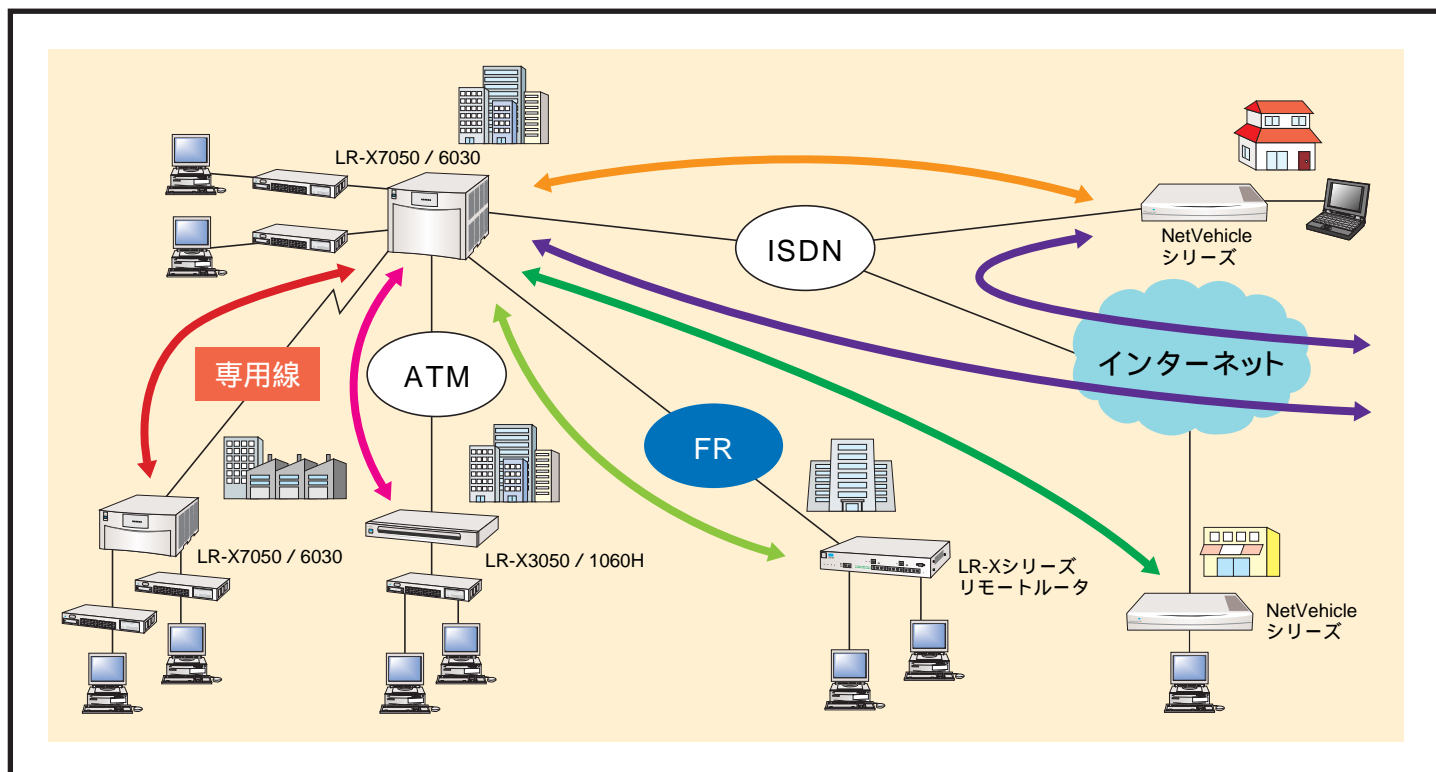 LR-X7050 / 6030
ISDN
NetVehicle
シリーズ
インターネット
専用線
ATM
FR
LR-X7050 / 6030
LR-X3050 / 1060H
LR-Xシリーズ
リモートルータ
NetVehicle
シリーズ